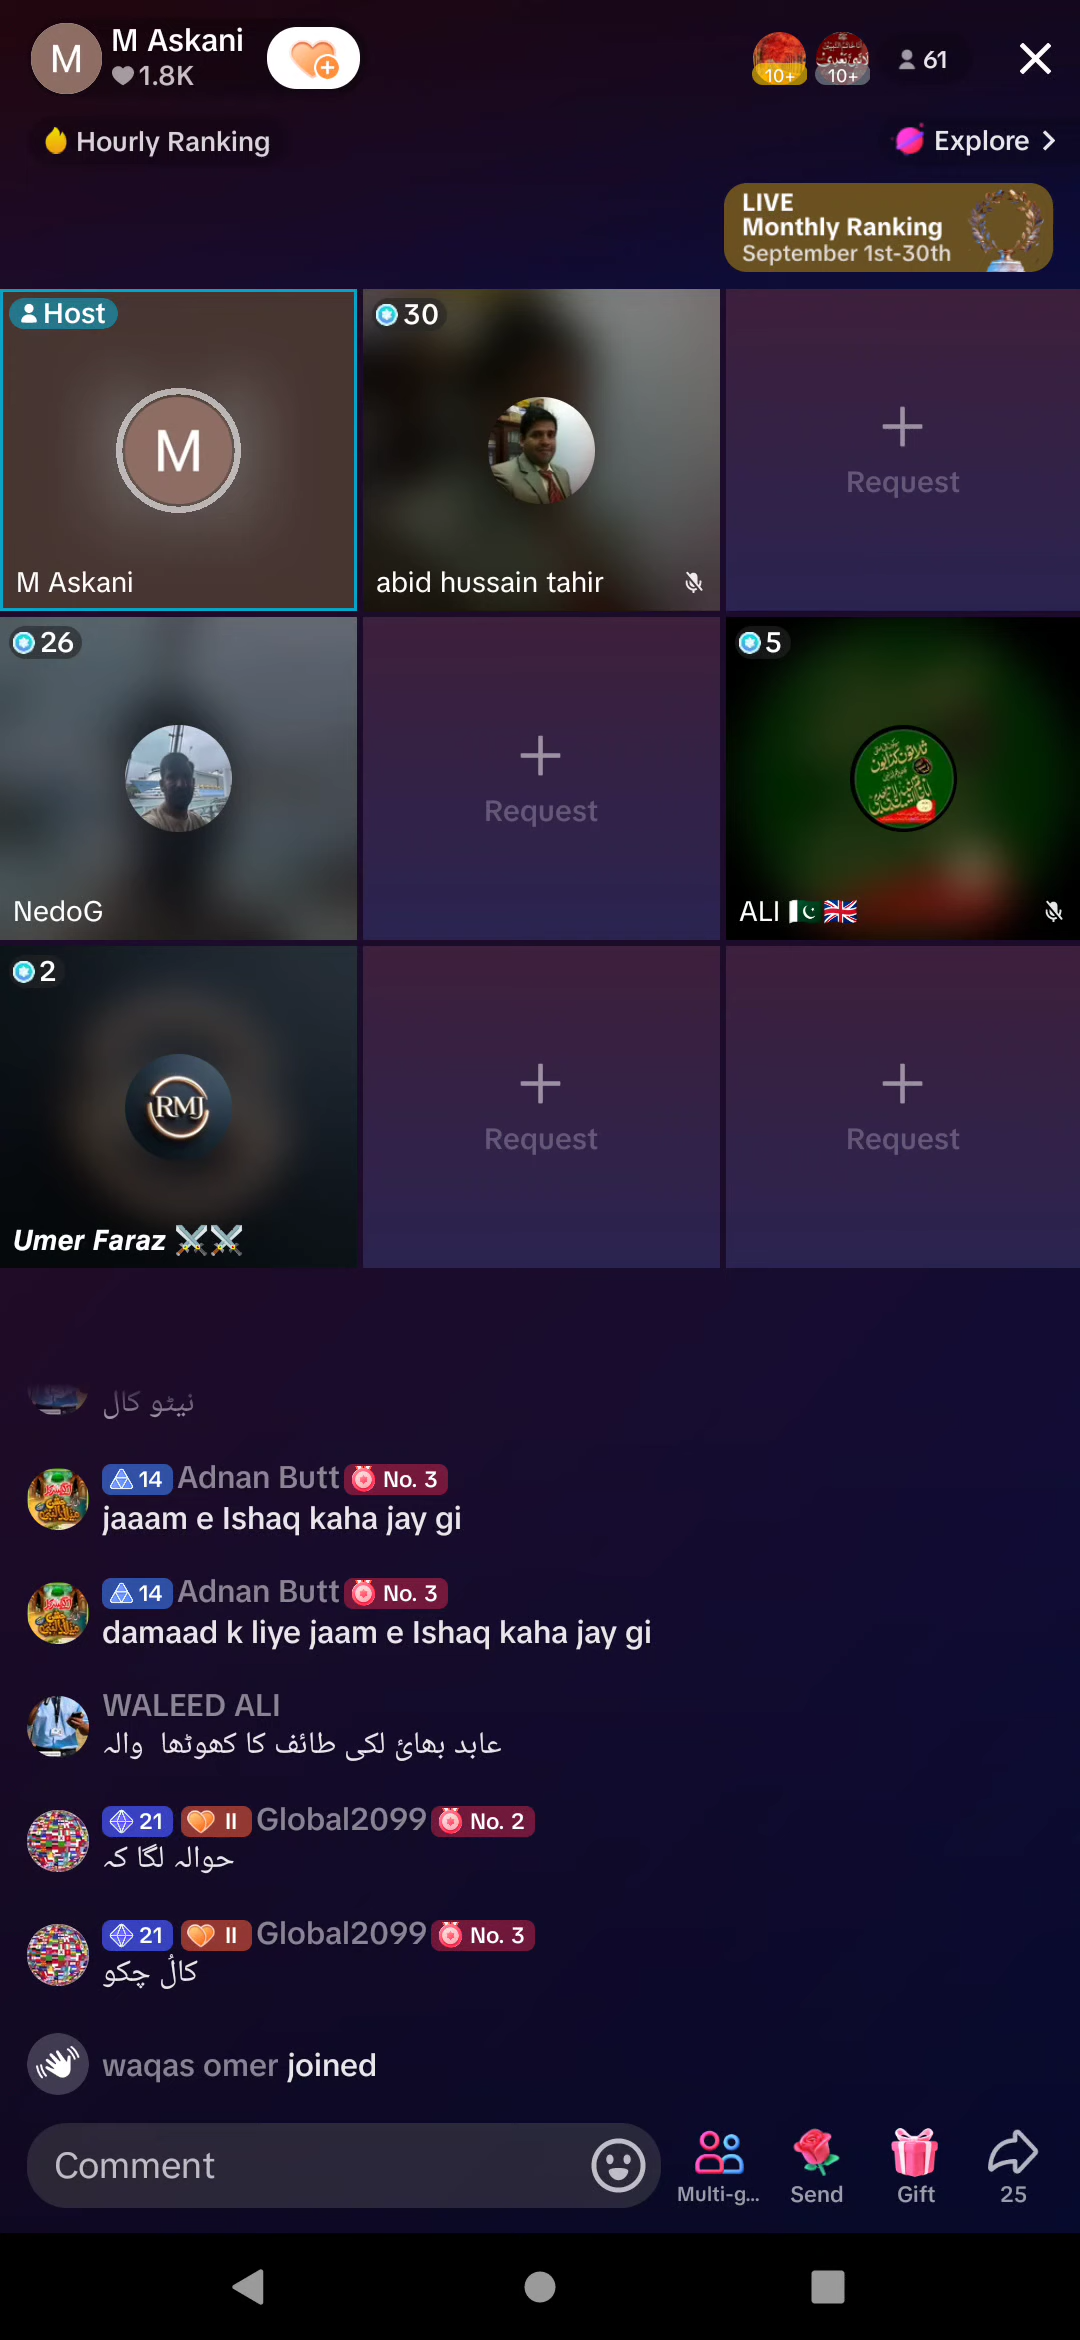 M
M Askani
1.8K
10+
10+
61
Hourly Ranking
Explore
LIVE
Monthly Ranking
September 1st-30th
Host
M
M Askani
30
abid hussain tahir
Request
26
NedoG
Request
5
ALI
2
RMJ
Umer Faraz
Request
Request
نیٹو کال
14 Adnan Butt No. 3
jaaam e Ishaq kaha jay gi
14 Adnan Butt No. 3
damaad k liye jaam e Ishaq kaha jay gi
WALEED ALI
عابد بھائ لکی طائف کا کھوٹھا والہ
21 II Global2099 No. 2
حوالہ لگا کہ
21 II Global2099 No. 3
کالُ چکو
waqas omer joined
Comment
Multi-g...
Send
Gift
25